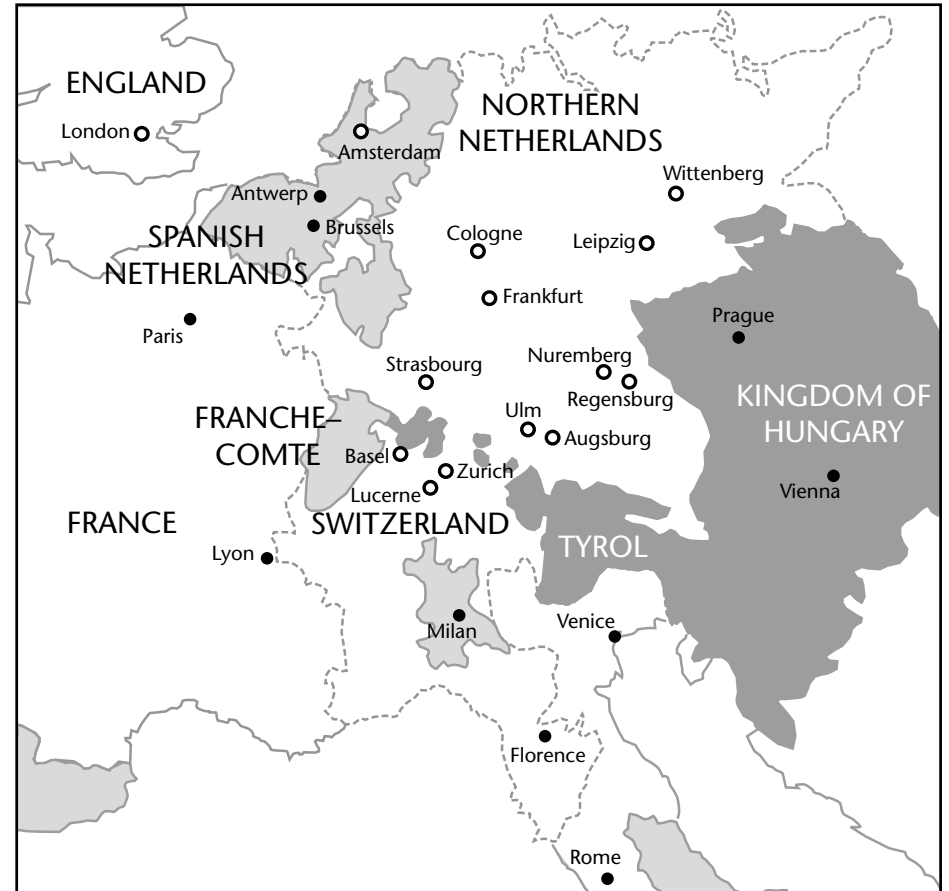 ENGLAND
London
NORTHERN
NETHERLANDS
Amsterdam
Wittenberg
Antwerp
Brussels
SPANISH
NETHERLANDS
Cologne
Leipzig
Frankfurt
Paris
Prague
Strasbourg
Nuremberg
Regensburg
KINGDOM OF
HUNGARY
FRANCHE–
COMTE
Ulm
Augsburg
Basel
Zurich
Lucerne
Vienna
FRANCE
SWITZERLAND
TYROL
Lyon
Milan
Venice
Florence
Rome